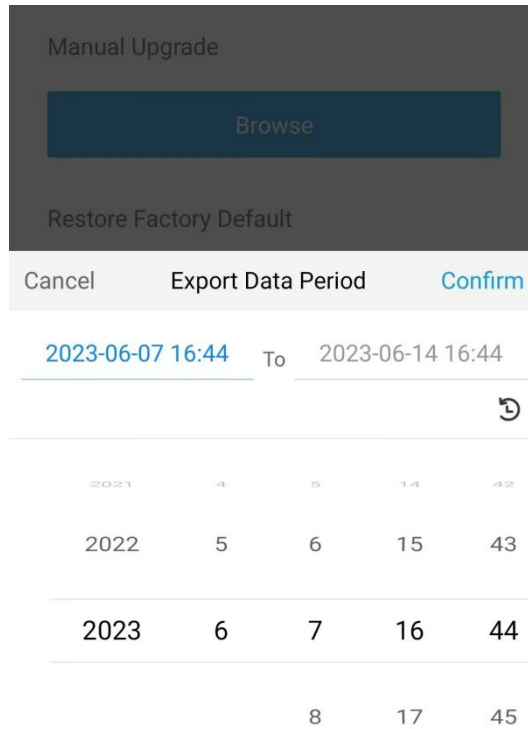 Manual Upgrade
Browse
Restore Factory Default
Cancel Export Data Period Confirm
2023-06-07 16:44 To 2023-06-14 16:44
2021 4 5 14 42
2022 5 6 15 43
2023 6 7 16 44
8 17 45